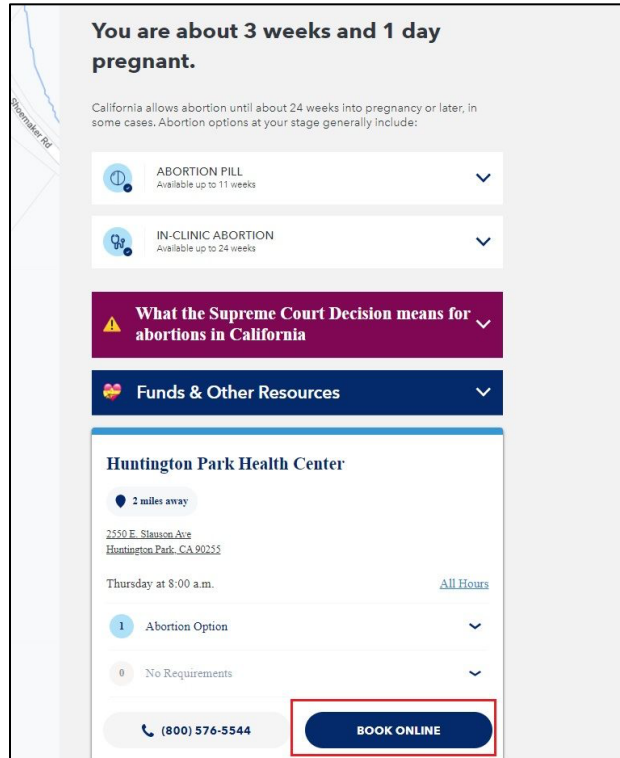 Shoemaker Rd
You are about 3 weeks and 1 day
pregnant.
California allows abortion until about 24 weeks into pregnancy or later, in
some cases. Abortion options at your stage generally include:
ABORTION PILL
Available up to 11 weeks
IN-CLINIC ABORTION
Available up to 24 weeks
What the Supreme Court Decision means for
abortions in California
Funds & Other Resources
Huntington Park Health Center
2 miles away
2550 E. Slauson Ave
Huntington Park, CA 90255
Thursday at 8:00 a.m. All Hours
1 Abortion Option
0 No Requirements
(800) 576-5544 BOOK ONLINE